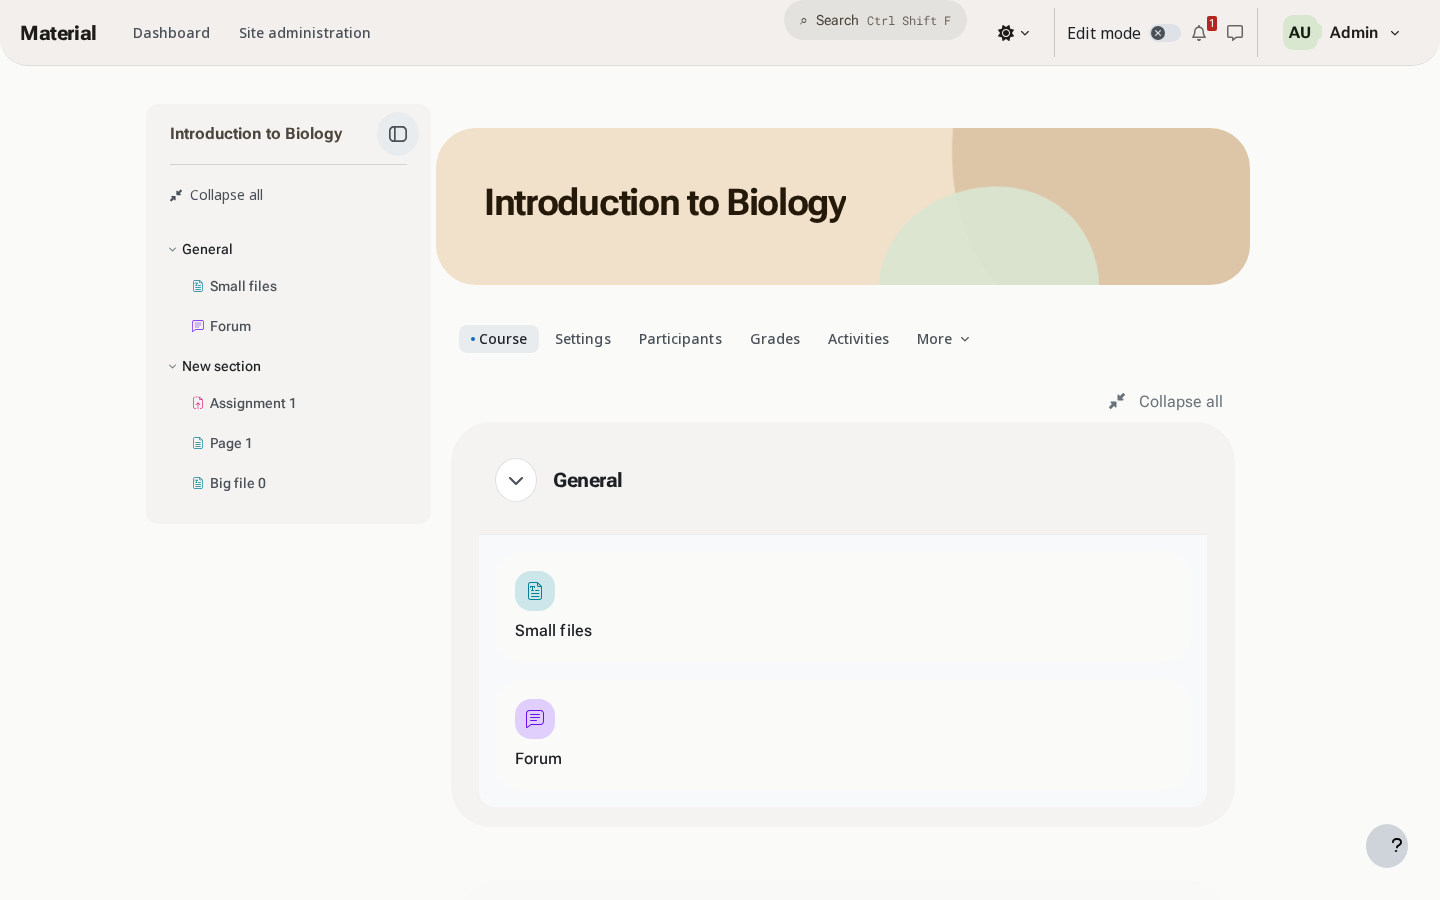 Material
Dashboard
Site administration
Search Ctrl Shift F
Edit mode
1
AU
Admin
Introduction to Biology
Collapse all
General
Small files
Forum
New section
Assignment 1
Page 1
Big file 0
Introduction to Biology
Course
Settings
Participants
Grades
Activities
More
Collapse all
General
Small files
Forum
?